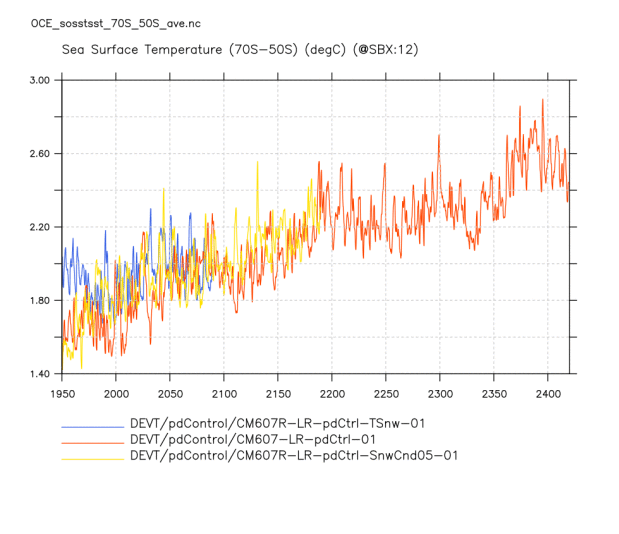 OCE_sosstsst_70S_50S_ave.nc
Sea Surface Temperature (70S-50S) (degC) (@SBX:12)
3.00
2.60
2.20
1.80
1.40
1950 2000 2050 2100 2150 2200 2250 2300 2350 2400
DEVT/pdControl/CM607R-LR-pdCtrl-TSnw-01
DEVT/pdControl/CM607-LR-pdCtrl-01
DEVT/pdControl/CM607R-LR-pdCtrl-SnwCnd05-01